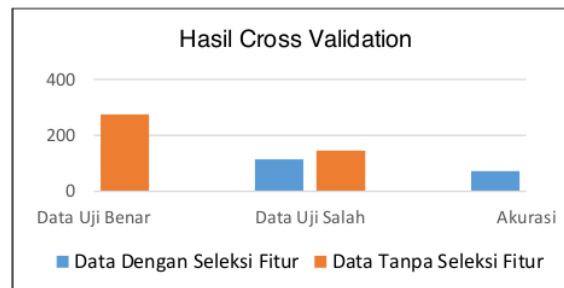 Hasil Cross Validation
400
200
0
Data Uji Benar Data Uji Salah Akurasi
Data Dengan Seleksi Fitur Data Tanpa Seleksi Fitur